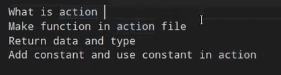 What is action
Make function in action file
Return data and type
Add constant and use constant in action